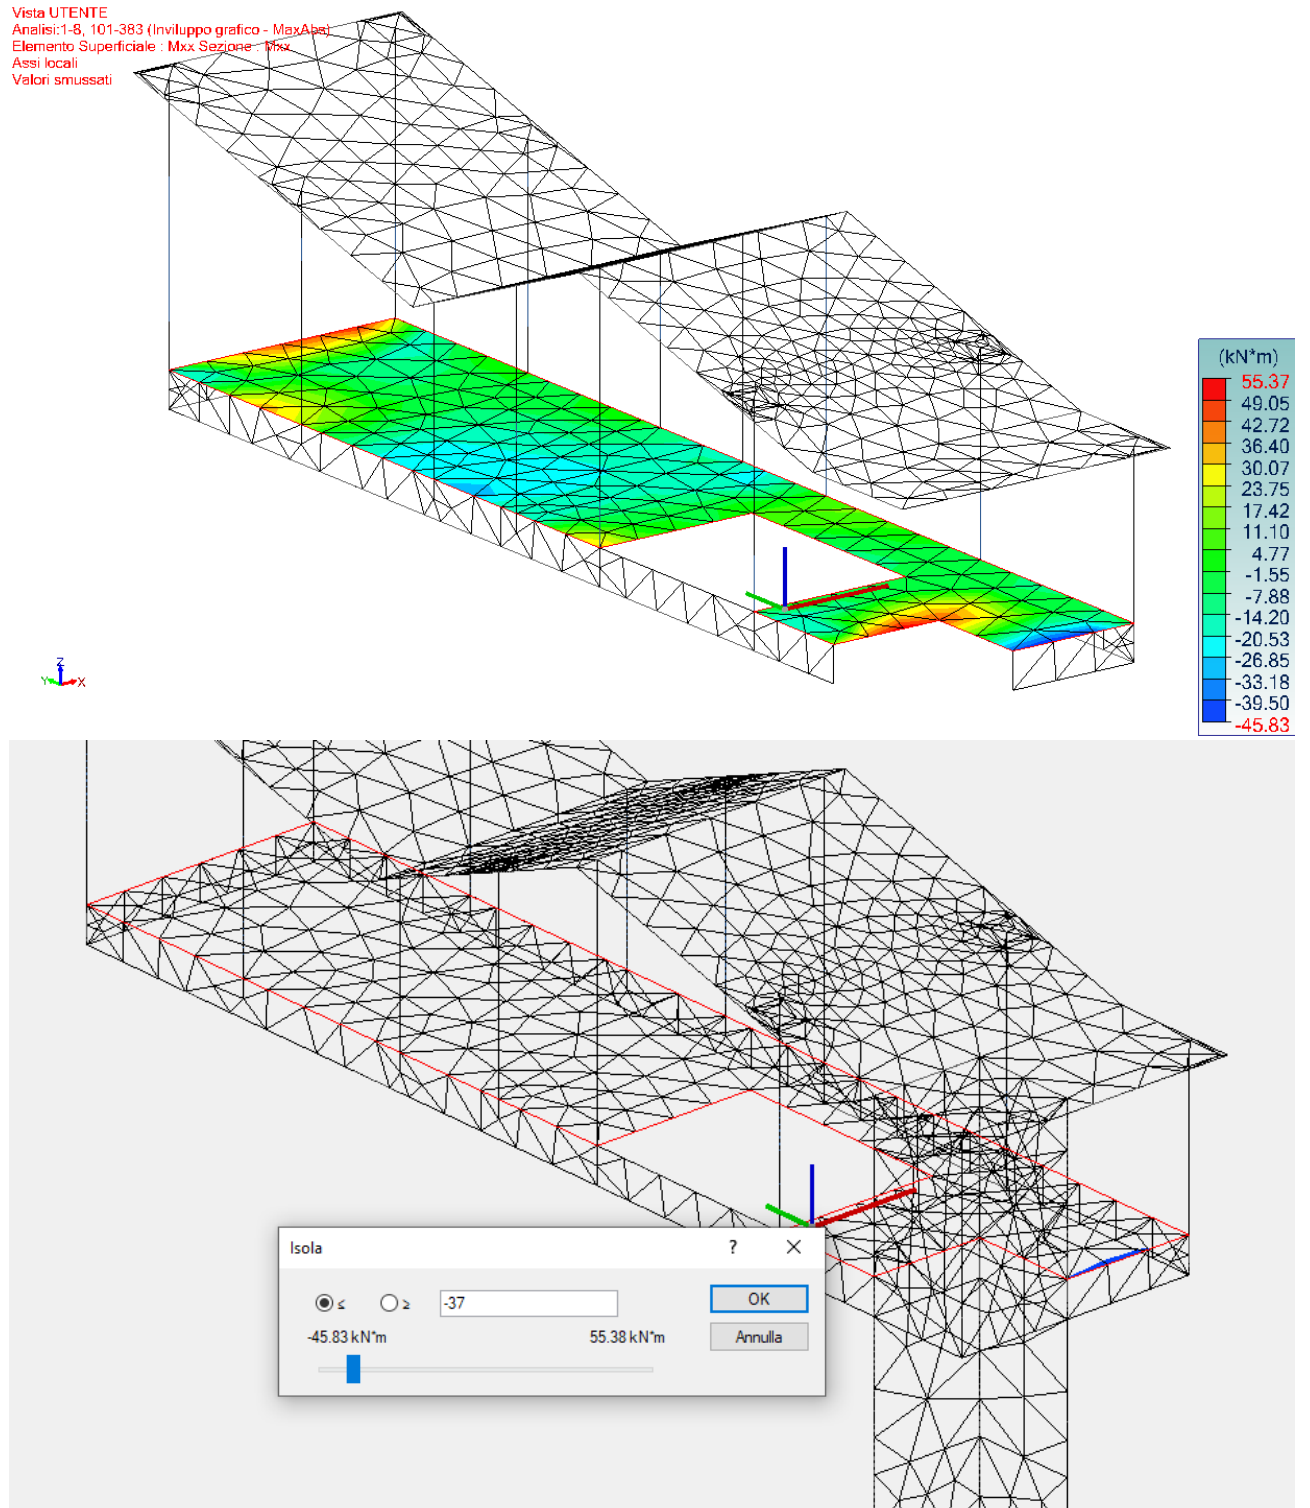 Vista UTENTE
Analisi:1-8, 101-383 (Inviluppo grafico - MaxAbs)
Elemento Superficiale : Mxx Sezione : Mxx
Assi locali
Valori smussati
(kN*m)
55.37
49.05
42.72
36.40
30.07
23.75
17.42
11.10
4.77
-1.55
-7.88
-14.20
-20.53
-26.85
-33.18
-39.50
-45.83
Z
Y X
Isola ? X
≤ ≥ -37 OK
-45.83 kN*m 55.38 kN*m Annulla